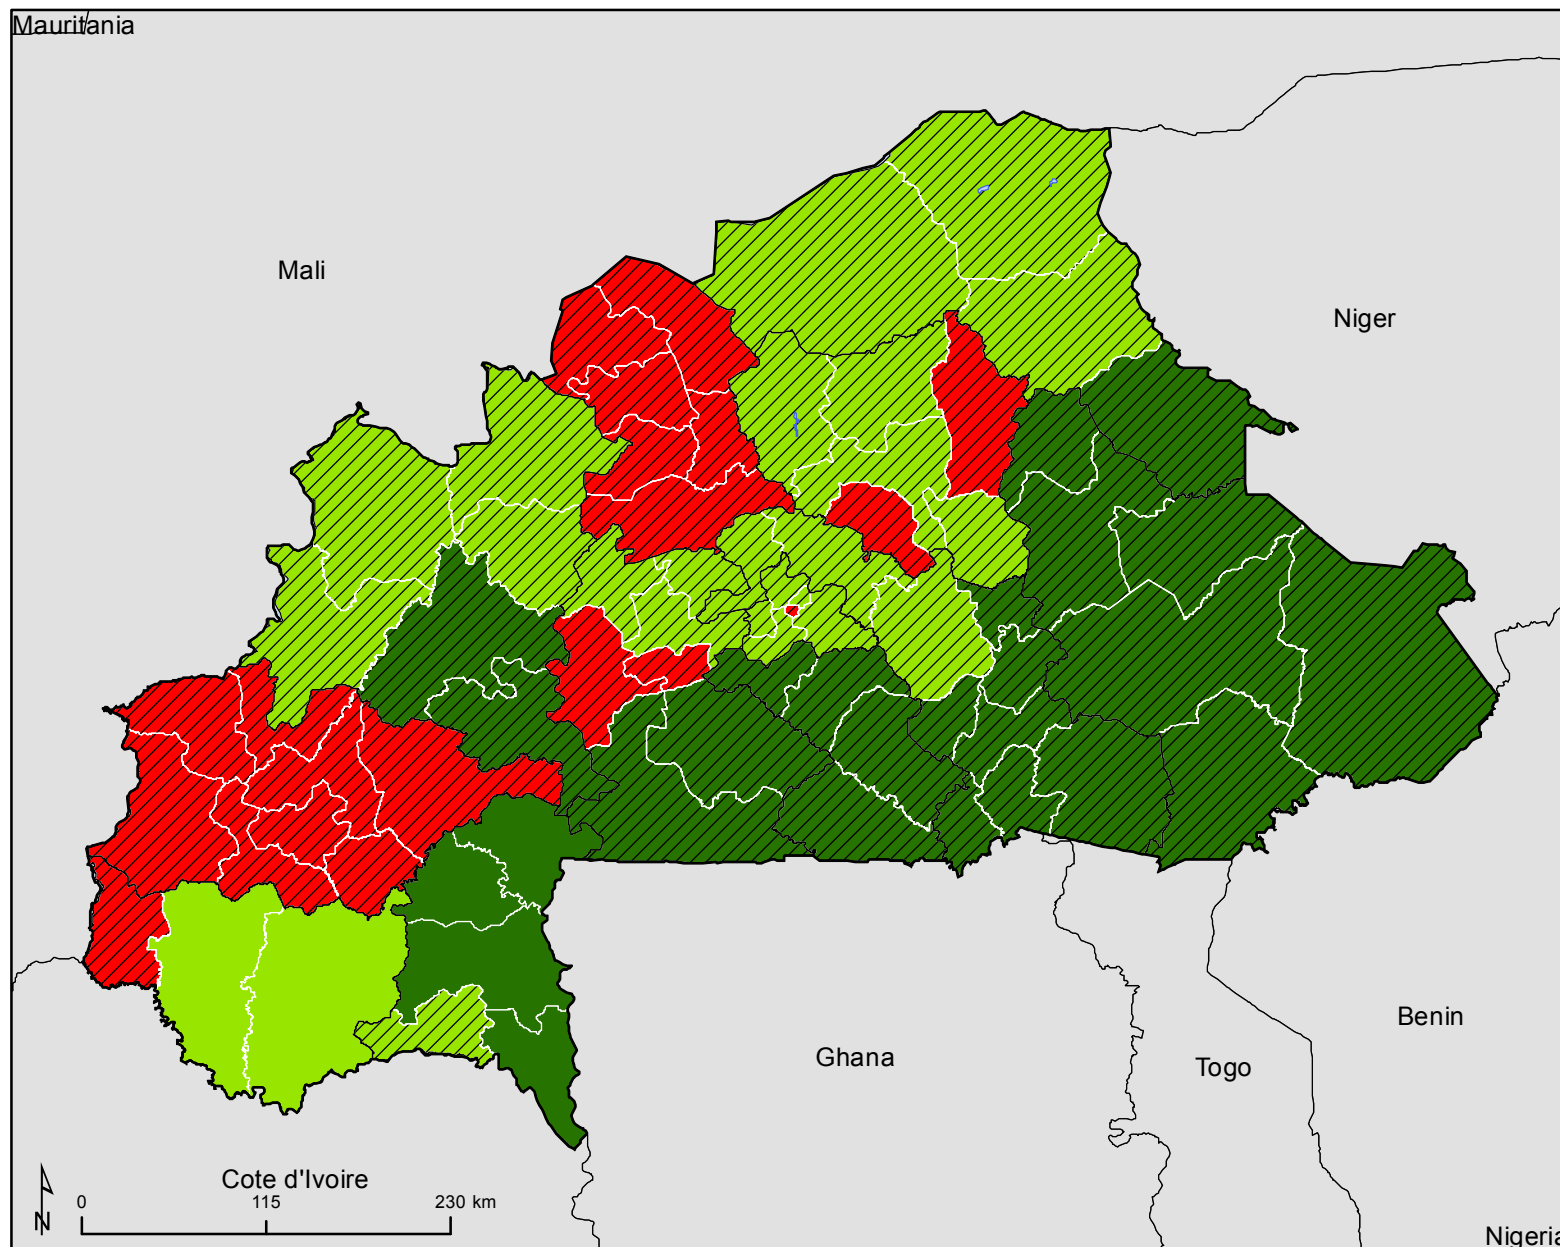 Mauritania
Mali
Niger
Benin
Ghana
Togo
Cote d'Ivoire
0 115 230 km
N
Nigeria